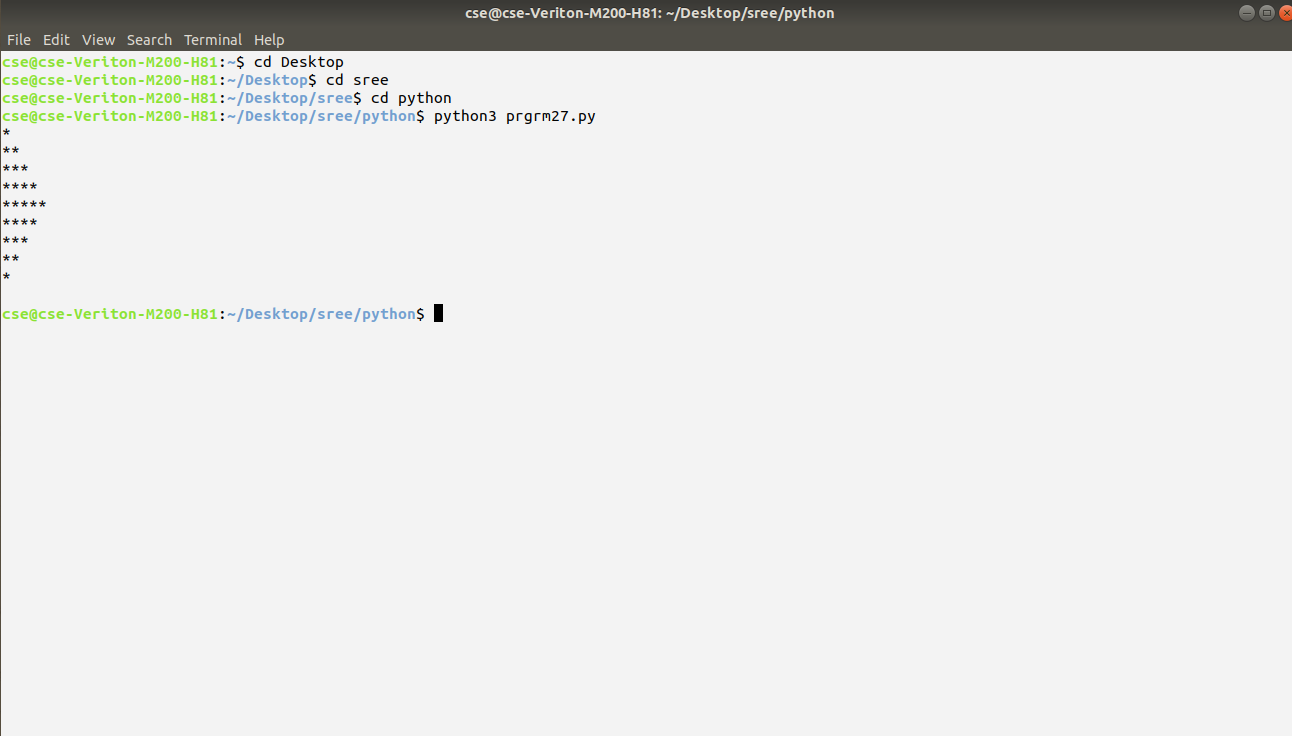 cse@cse-Veriton-M200-H81: ~/Desktop/sree/python
File Edit View Search Terminal Help
cse@cse-Veriton-M200-H81:~$ cd Desktop
cse@cse-Veriton-M200-H81:~/Desktop$ cd sree
cse@cse-Veriton-M200-H81:~/Desktop/sree$ cd python
cse@cse-Veriton-M200-H81:~/Desktop/sree/python$ python3 prgrm27.py
*
**
***
****
*****
****
***
**
*
cse@cse-Veriton-M200-H81:~/Desktop/sree/python$